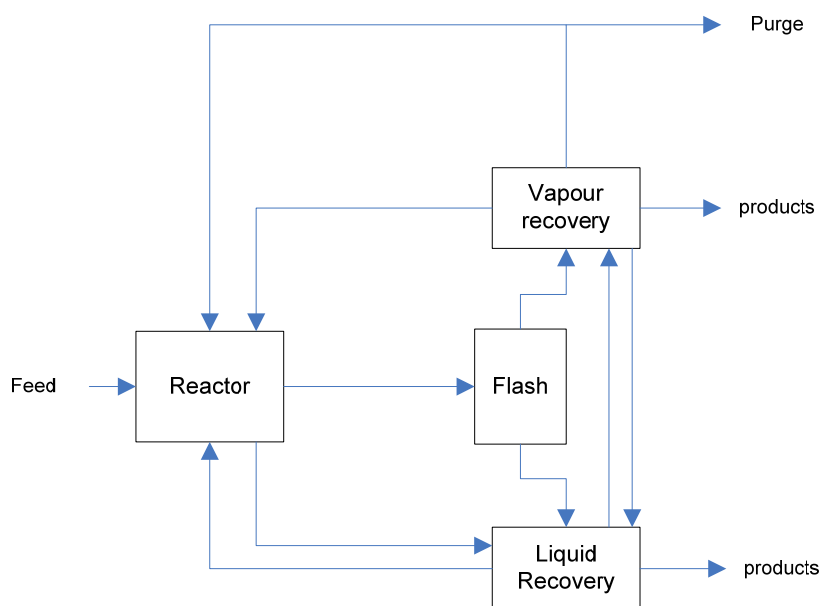 Purge
Vapour
recovery
products
Feed
Reactor
Flash
Liquid
Recovery
products